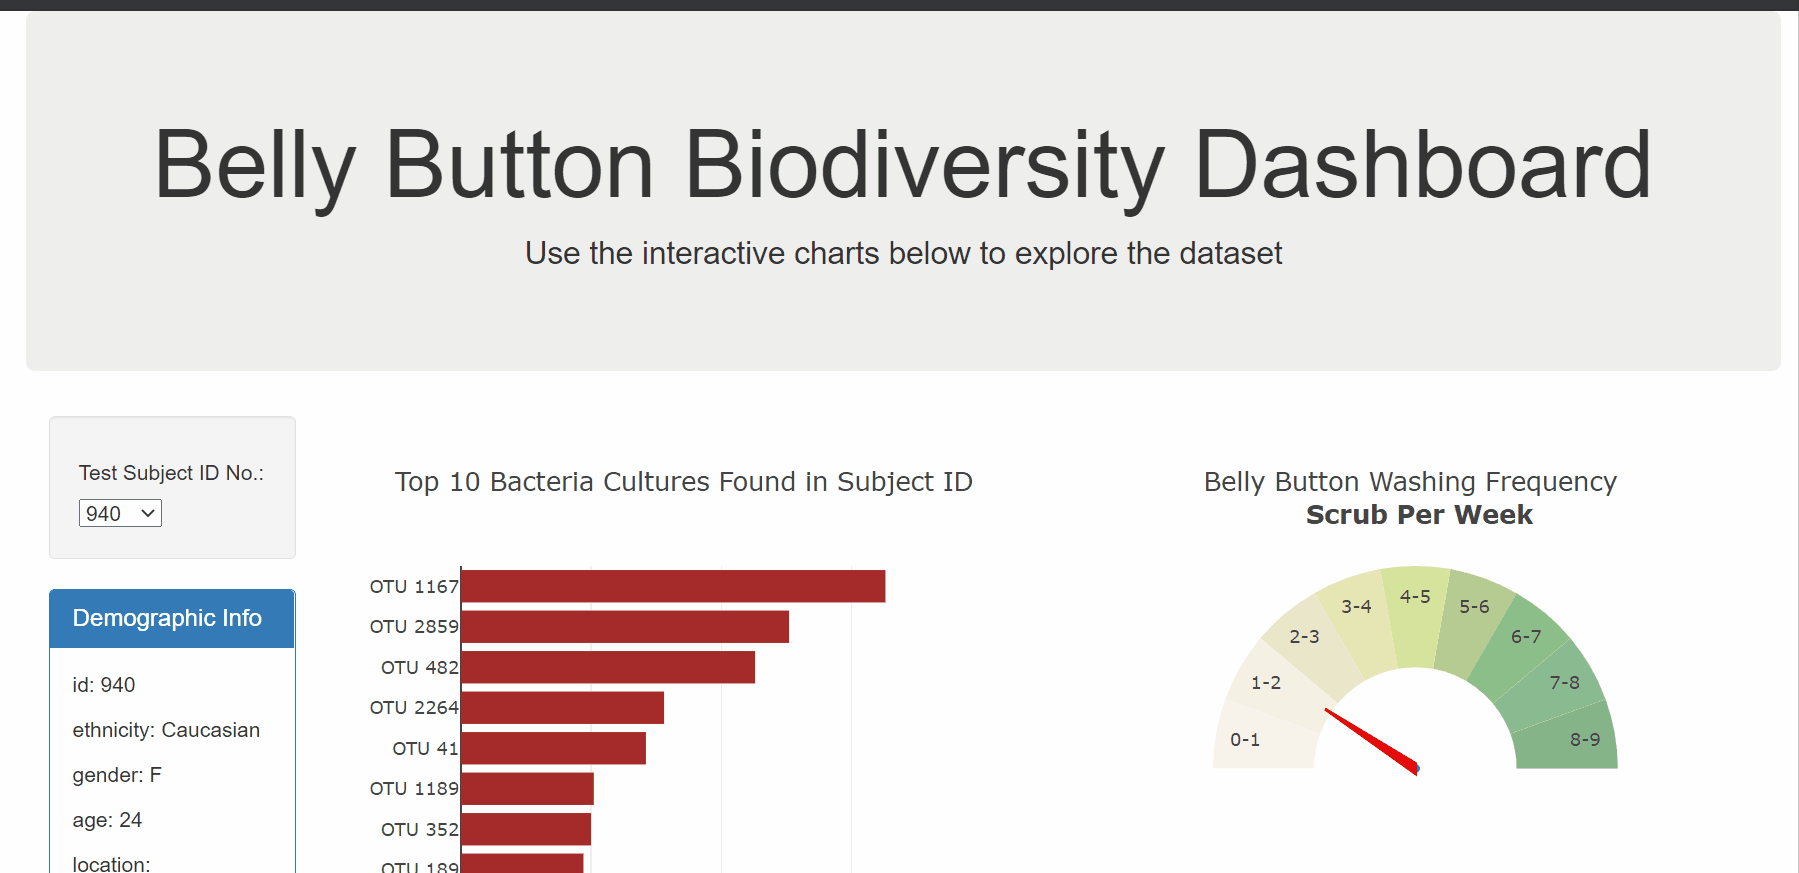 Belly Button Biodiversity Dashboard
Use the interactive charts below to explore the dataset
Test Subject ID No.:
940
Demographic Info
id: 940
ethnicity: Caucasian
gender: F
age: 24
location:
Top 10 Bacteria Cultures Found in Subject ID
OTU 1167
OTU 2859
OTU 482
OTU 2264
OTU 41
OTU 1189
OTU 352
OTU 189
Belly Button Washing Frequency
Scrub Per Week
0-1
1-2
2-3
3-4
4-5
5-6
6-7
7-8
8-9